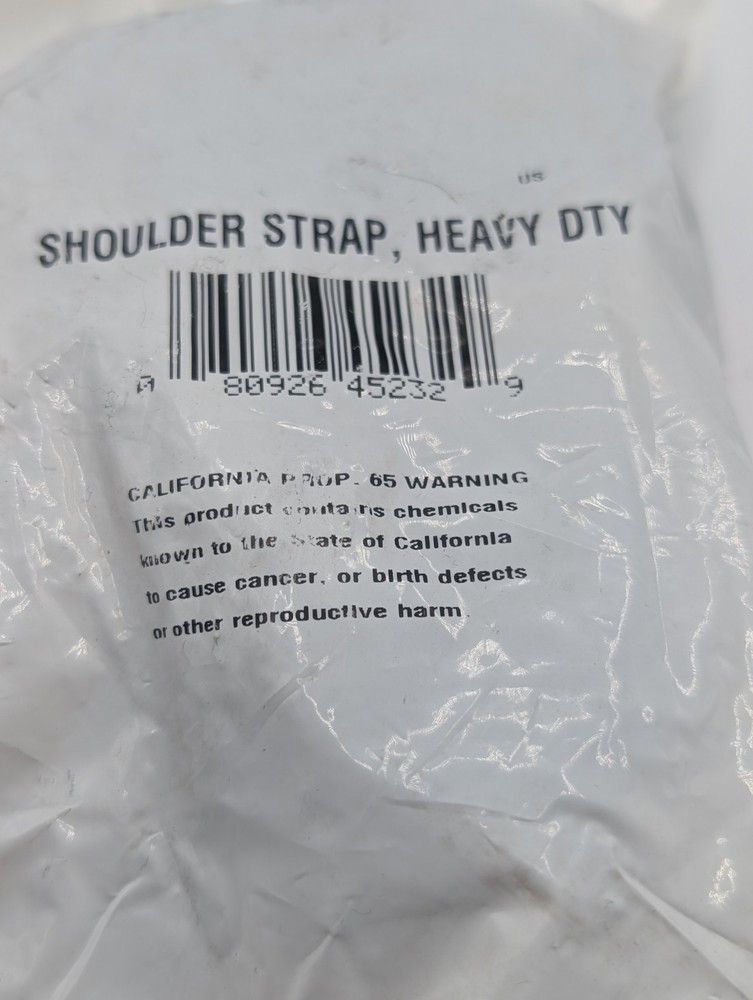 US
SHOULDER STRAP, HEAVY DTY
0 80926 45232 9
CALIFORNIA PROP. 65 WARNING
This product contains chemicals
known to the State of California
to cause cancer, or birth defects
or other reproductive harm